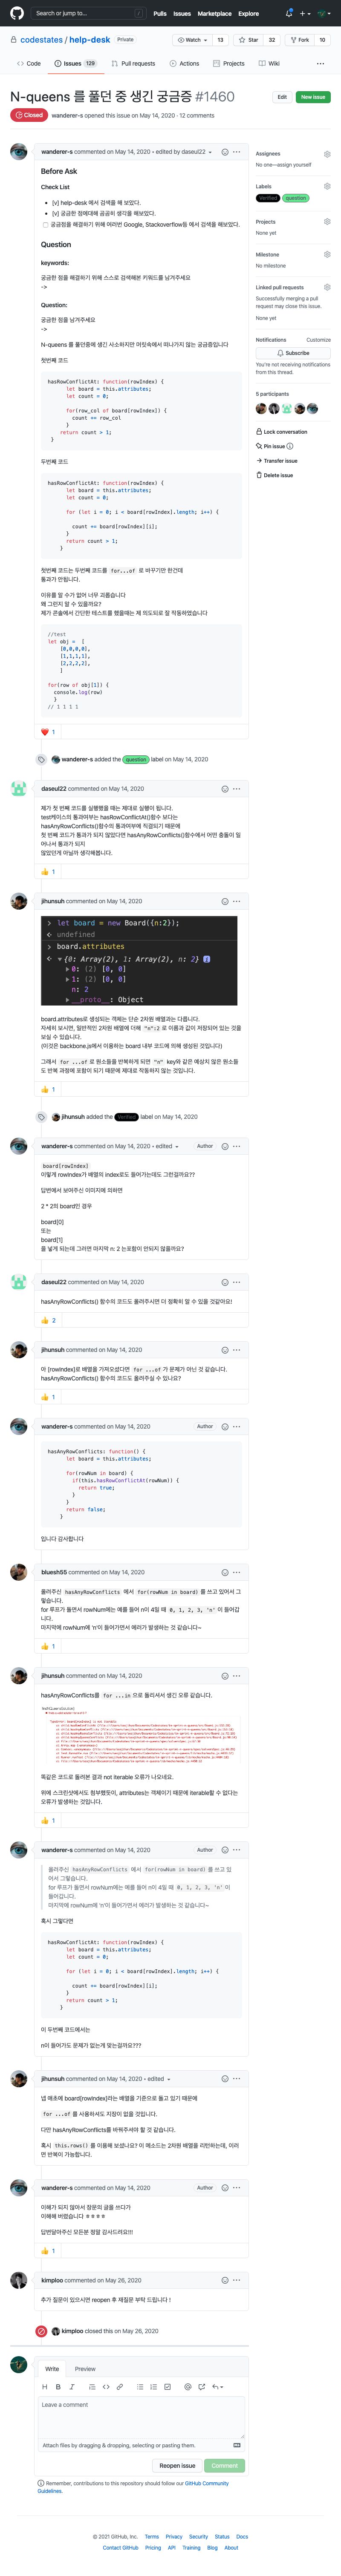 Search or jump to... /
Pulls Issues Marketplace Explore
codestates / help-desk Private
Watch 13 Star 32 Fork 10
Code Issues 129 Pull requests Actions Projects Wiki
N-queens 를 풀던 중 생긴 궁금증 #1460
Edit New issue
Closed wanderer-s opened this issue on May 14, 2020 · 12 comments
wanderer-s commented on May 14, 2020 • edited by daseul22
Before Ask
Check List
[v] help-desk 에서 검색을 해 보았다.
[v] 궁금한 점에대해 곰곰히 생각을 해보았다.
궁금점을 해결하기 위해 여러번 Google, Stackoverflow등 에서 검색을 해보았다.
Question
keywords:
궁금한 점을 해결하기 위해 스스로 검색해본 키워드를 남겨주세요
->
Question:
궁금한 점을 남겨주세요
->
N-queens 를 풀던중에 생긴 사소하지만 머릿속에서 떠나가지 않는 궁금증입니다
첫번째 코드
hasRowConflictAt: function(rowIndex) {
let board = this.attributes;
let count = 0;
for(row_col of board[rowIndex]) {
count += row_col
}
return count > 1;
}
두번째 코드
hasRowConflictAt: function(rowIndex) {
let board = this.attributes;
let count = 0;
for (let i = 0; i < board[rowIndex].length; i++) {
count += board[rowIndex][i];
}
return count > 1;
}
첫번째 코드는 두번째 코드를 for...of 로 바꾸기만 한건데
통과가 안됩니다.
이유를 알 수가 없어 너무 괴롭습니다
왜 그런지 알 수 있을까요?
제가 콘솔에서 간단한 테스트를 했을때는 제 의도되로 잘 작동하였습니다
//test
let obj = [
[0,0,0,0],
[1,1,1,1],
[2,2,2,2],
]
for(row of obj[1]) {
console.log(row)
}
// 1 1 1 1
1
wanderer-s added the question label on May 14, 2020
daseul22 commented on May 14, 2020
제가 첫 번째 코드를 실행했을 때는 제대로 실행이 됩니다.
test케이스의 통과여부는 hasRowConflictAt()함수 보다는
hasAnyRowConflicts()함수의 통과여부에 직결되기 때문에
첫 번째 코드가 통과가 되지 않았다면 hasAnyRowConflicts()함수에서 어떤 충돌이 일
어나서 통과가 되지
않았던게 아닐까 생각해봅니다.
1
jihunsuh commented on May 14, 2020
let board = new Board({n:2});
undefined
board.attributes
{0: Array(2), 1: Array(2), n: 2}
0: (2) [0, 0]
1: (2) [0, 0]
n: 2
__proto__: Object
board.attributes로 생성되는 객체는 단순 2차원 배열과는 다릅니다.
자세히 보시면, 일반적인 2차원 배열에 더해 "n":2 로 이름과 값이 저장되어 있는 것을
보실 수 있습니다.
(이것은 backbone.js에서 이용하는 board 내부 코드에 의해 생성된 것입니다)
그래서 for ...of 로 원소들을 반복하게 되면 "n" key와 같은 예상치 않은 원소들
도 반복 과정에 포함이 되기 때문에 제대로 작동하지 않는 것입니다.
1
jihunsuh added the Verified label on May 14, 2020
wanderer-s commented on May 14, 2020 • edited Author
board[rowIndex]
이렇게 rowIndex가 배열의 index로도 들어가는데도 그런걸까요??
답변에서 보여주신 이미지에 의하면
2 * 2의 board인 경우
board[0]
또는
board[1]
을 넣게 되는데 그러면 마지막 n: 2 는포함이 안되지 않을까요?
daseul22 commented on May 14, 2020
hasAnyRowConflicts() 함수의 코드도 올려주시면 더 정확히 알 수 있을 것같아요!
2
jihunsuh commented on May 14, 2020
아 [rowIndex]로 배열을 가져오셨다면 for ...of 가 문제가 아닌 것 같습니다.
hasAnyRowConflicts() 함수의 코드도 올려주실 수 있나요?
1
wanderer-s commented on May 14, 2020 Author
hasAnyRowConflicts: function() {
let board = this.attributes;
for(rowNum in board) {
if(this.hasRowConflictAt(rowNum)) {
return true;
}
}
return false;
}
입니다 감사합니다
bluesh55 commented on May 14, 2020
올려주신 hasAnyRowConflicts 에서 for(rowNum in board) 를 쓰고 있어서 그
렇습니다.
for 루프가 돌면서 rowNum에는 예를 들어 n이 4일 때 0, 1, 2, 3, 'n' 이 들어갑
니다.
마지막에 rowNum에 'n'이 들어가면서 에러가 발생하는 것 같습니다~
1
jihunsuh commented on May 14, 2020
hasAnyRowConflicts를 for ...in 으로 돌리셔서 생긴 오류 같습니다.
똑같은 코드로 돌려본 결과 not iterable 오류가 나오네요.
위에 스크린샷에서도 첨부했듯이, attributes는 객체이기 때문에 iterable할 수 없다는
오류가 발생하는 것입니다.
1
wanderer-s commented on May 14, 2020 Author
올려주신 hasAnyRowConflicts 에서 for(rowNum in board) 를 쓰고 있
어서 그렇습니다.
for 루프가 돌면서 rowNum에는 예를 들어 n이 4일 때 0, 1, 2, 3, 'n' 이
들어갑니다.
마지막에 rowNum에 'n'이 들어가면서 에러가 발생하는 것 같습니다~
혹시 그렇다면
hasRowConflictAt: function(rowIndex) {
let board = this.attributes;
let count = 0;
for (let i = 0; i < board[rowIndex].length; i++) {
count += board[rowIndex][i];
}
return count > 1;
}
이 두번째 코드에서는
n이 들어가도 문제가 없는게 맞는걸까요???
jihunsuh commented on May 14, 2020 • edited
넵 애초에 board[rowIndex]라는 배열을 기준으로 돌고 있기 때문에
for ...of 를 사용하셔도 지장이 없을 것입니다.
다만 hasAnyRowConflicts를 바꿔주셔야 할 것 같습니다.
혹시 this.rows() 를 이용해 보셨나요? 이 메소드는 2차원 배열을 리턴하는데, 이러
면 반복이 가능합니다.
wanderer-s commented on May 14, 2020 Author
이해가 되지 않아서 장문의 글을 쓰다가
이해해 버렸습니다 ㅎㅎㅎㅎ
답변달아주신 모든분 정말 감사드려요!!!
1
kimploo commented on May 26, 2020
추가 질문이 있으시면 reopen 후 재질문 부탁 드립니다 !
kimploo closed this on May 26, 2020
Write Preview
Leave a comment
Attach files by dragging & dropping, selecting or pasting them.
Reopen issue Comment
Remember, contributions to this repository should follow our GitHub Community
Guidelines.
Assignees
No one—assign yourself
Labels
Verified question
Projects
None yet
Milestone
No milestone
Linked pull requests
Successfully merging a pull
request may close this issue.
None yet
Notifications Customize
Subscribe
You're not receiving notifications
from this thread.
5 participants
Lock conversation
Pin issue
Transfer issue
Delete issue
© 2021 GitHub, Inc. Terms Privacy Security Status Docs
Contact GitHub Pricing API Training Blog About